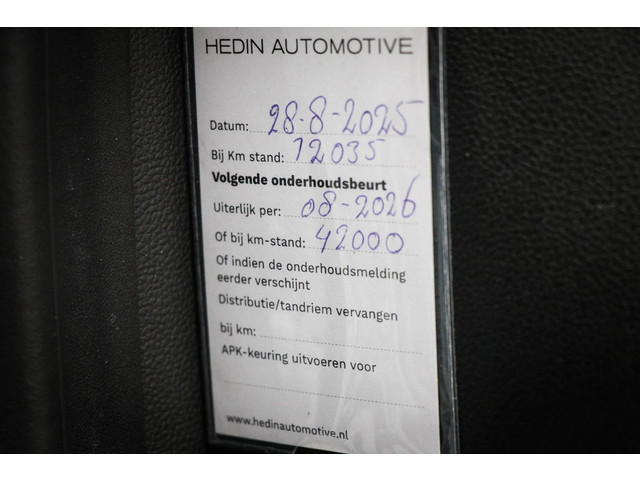 HEDIN AUTOMOTIVE
Datum: 28-8-2025
Bij Km stand: 12035
Volgende onderhoudsbeurt
Uiterlijk per: 08-2026
Of bij km-stand: 42000
Of indien de onderhoudsmelding
eerder verschijnt
Distributie/tandriem vervangen
bij km:
APK-keuring uitvoeren voor
www.hedinautomotive.nl